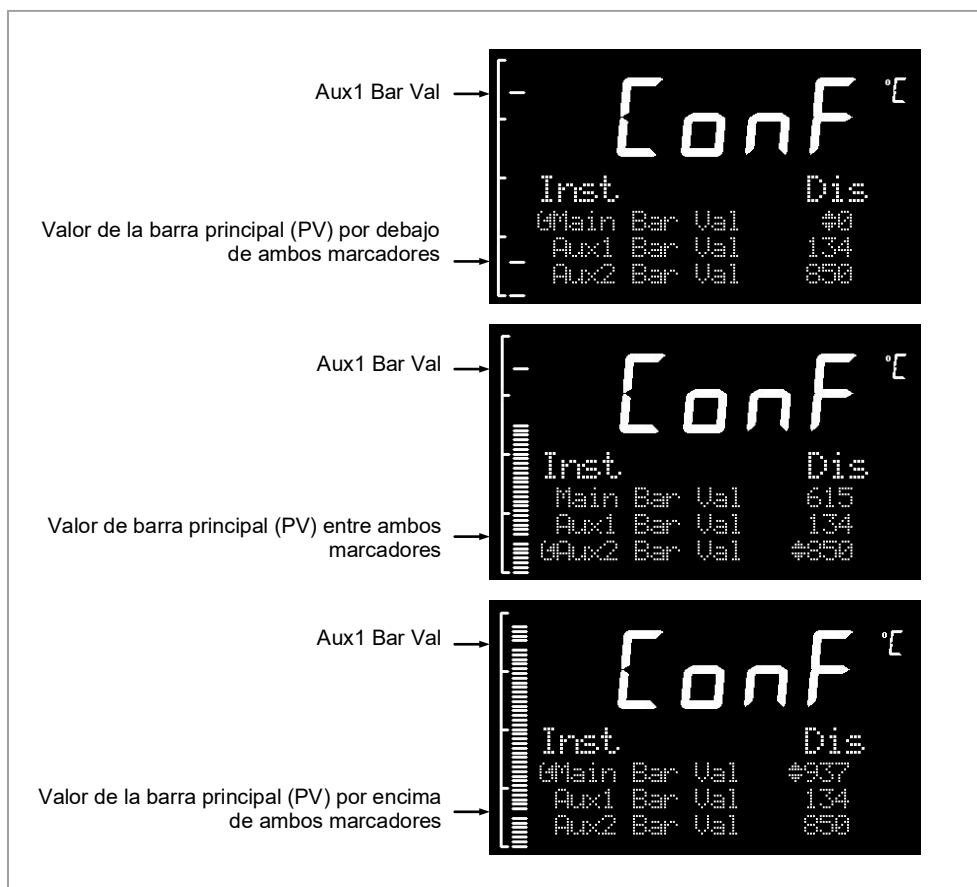 Aux1 Bar Val
ConF °C
Inst Dis
Main Bar Val 0
Valor de la barra principal (PV) por debajo
de ambos marcadores
Aux1 Bar Val 134
Aux2 Bar Val 850
Aux1 Bar Val
ConF °C
Inst Dis
Main Bar Val 615
Aux1 Bar Val 134
Valor de barra principal (PV) entre ambos
marcadores
Aux2 Bar Val 850
Aux1 Bar Val
ConF °C
Inst Dis
Main Bar Val 937
Valor de la barra principal (PV) por encima
de ambos marcadores
Aux1 Bar Val 134
Aux2 Bar Val 850